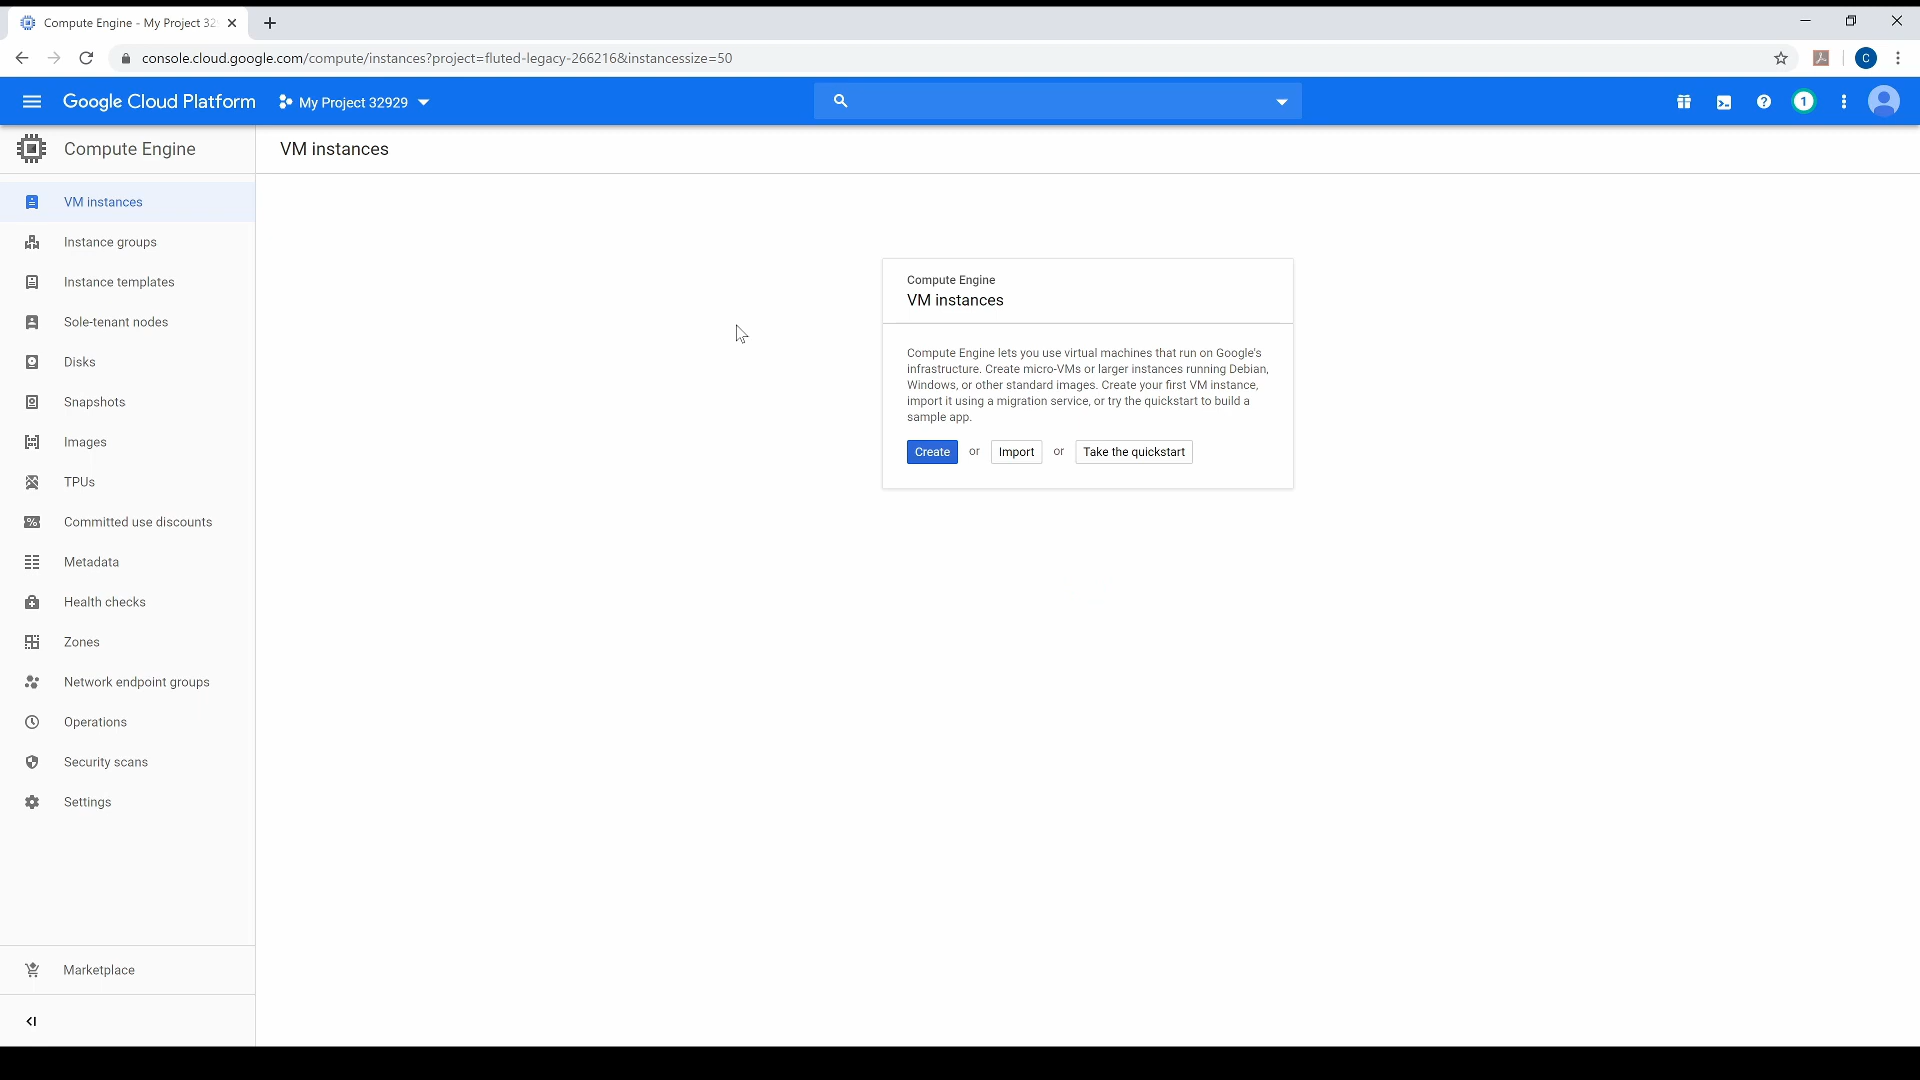 Compute Engine - My Project 32
console.cloud.google.com/compute/instances?project=fluted-legacy-266216&instancessize=50
C
Google Cloud Platform
My Project 32929
1
Compute Engine
VM instances
VM instances
Instance groups
Instance templates
Sole-tenant nodes
Disks
Snapshots
Images
TPUs
Committed use discounts
Metadata
Health checks
Zones
Network endpoint groups
Operations
Security scans
Settings
Marketplace
Compute Engine
VM instances
Compute Engine lets you use virtual machines that run on Google's
infrastructure. Create micro-VMs or larger instances running Debian,
Windows, or other standard images. Create your first VM instance,
import it using a migration service, or try the quickstart to build a
sample app.
Create or Import or Take the quickstart